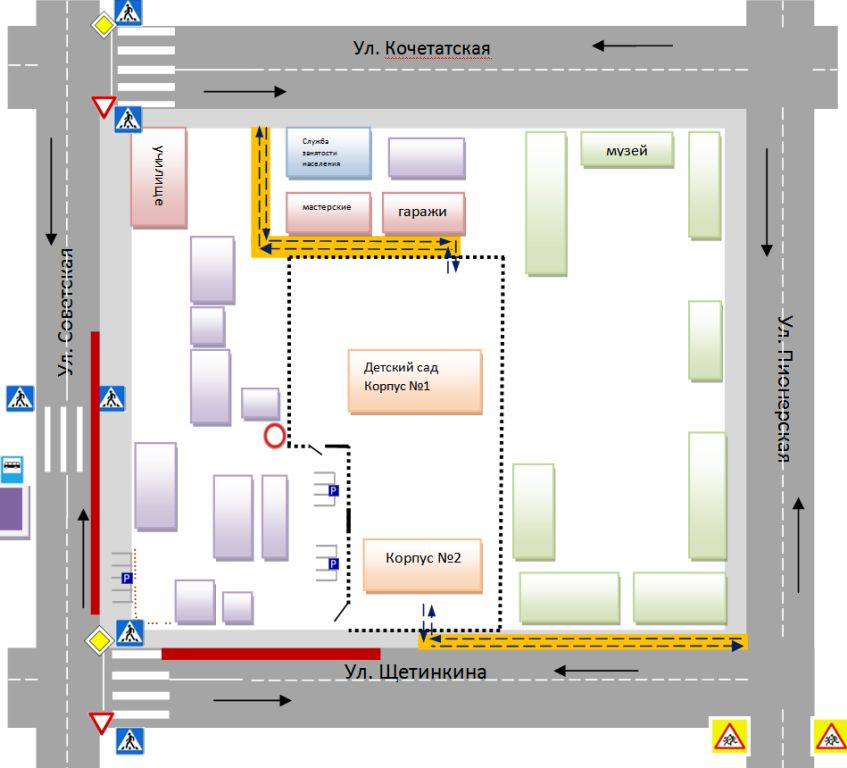 Ул. Кочетатская
училище
Служба
занятости
населения
музей
мастерские
гаражи
Ул. Советская
Ул. Пионерская
Детский сад
Корпус №1
P
P
Корпус №2
P
Ул. Щетинкина